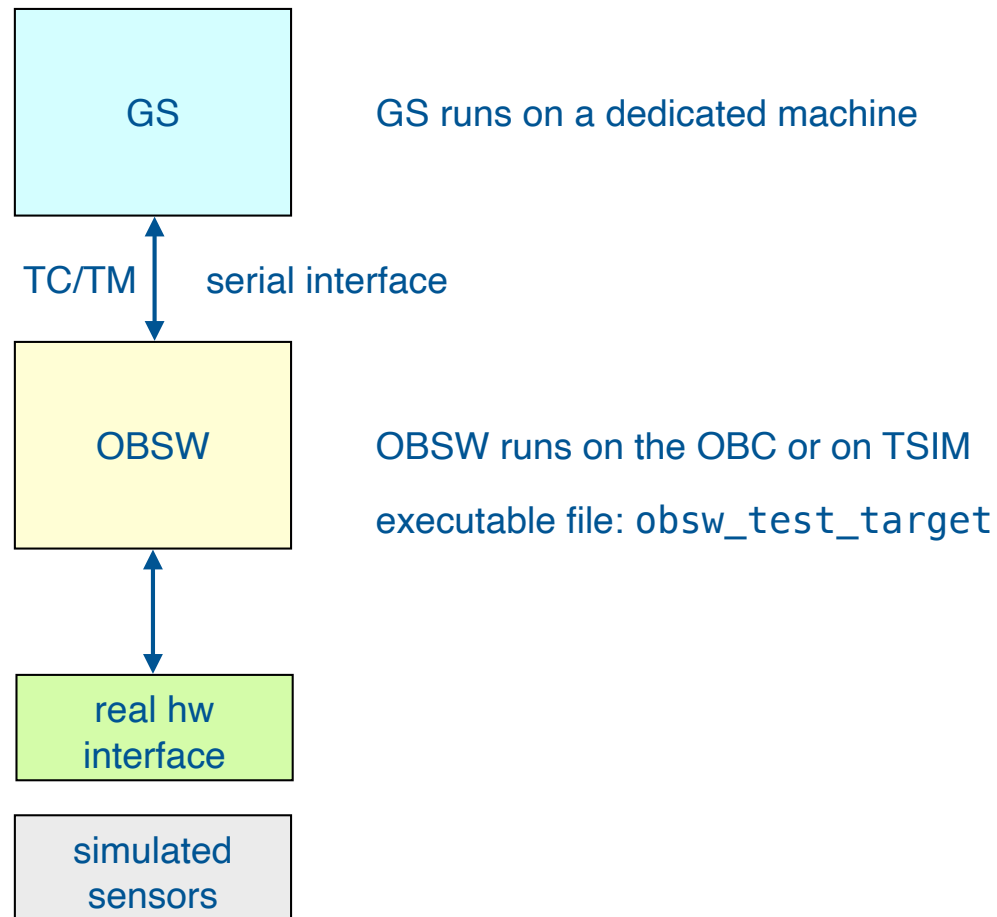 GS
GS runs on a dedicated machine
TC/TM
serial interface
OBSW
OBSW runs on the OBC or on TSIM
executable file: obsw_test_target
real hw
interface
simulated
sensors